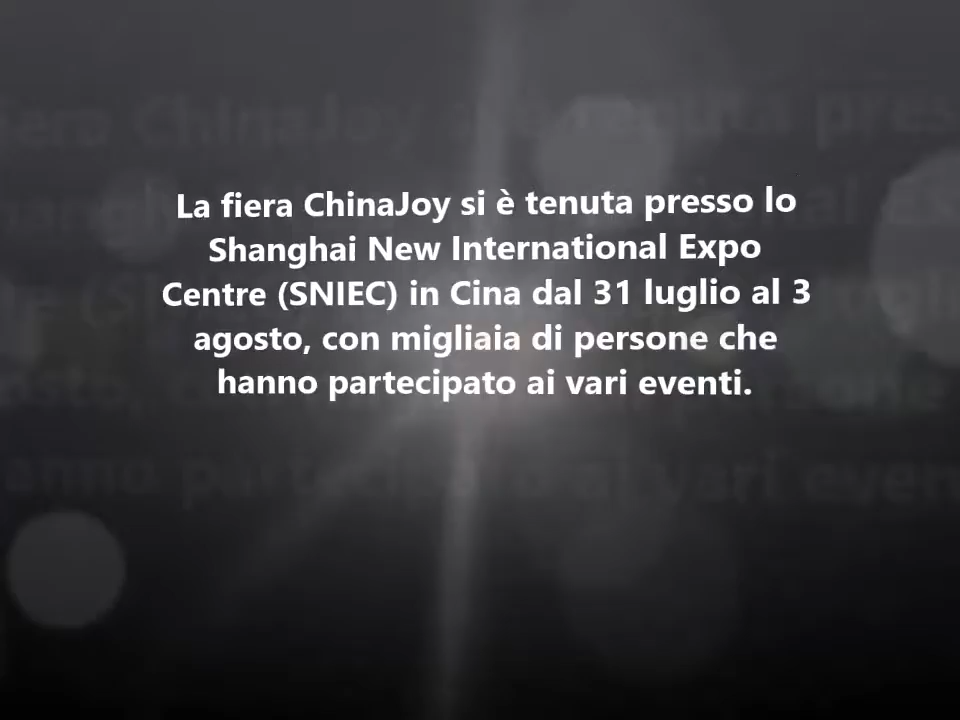 La fiera ChinaJoy si è tenuta presso lo
Shanghai New International Expo
Centre (SNIEC) in Cina dal 31 luglio al 3
agosto, con migliaia di persone che
hanno partecipato ai vari eventi.